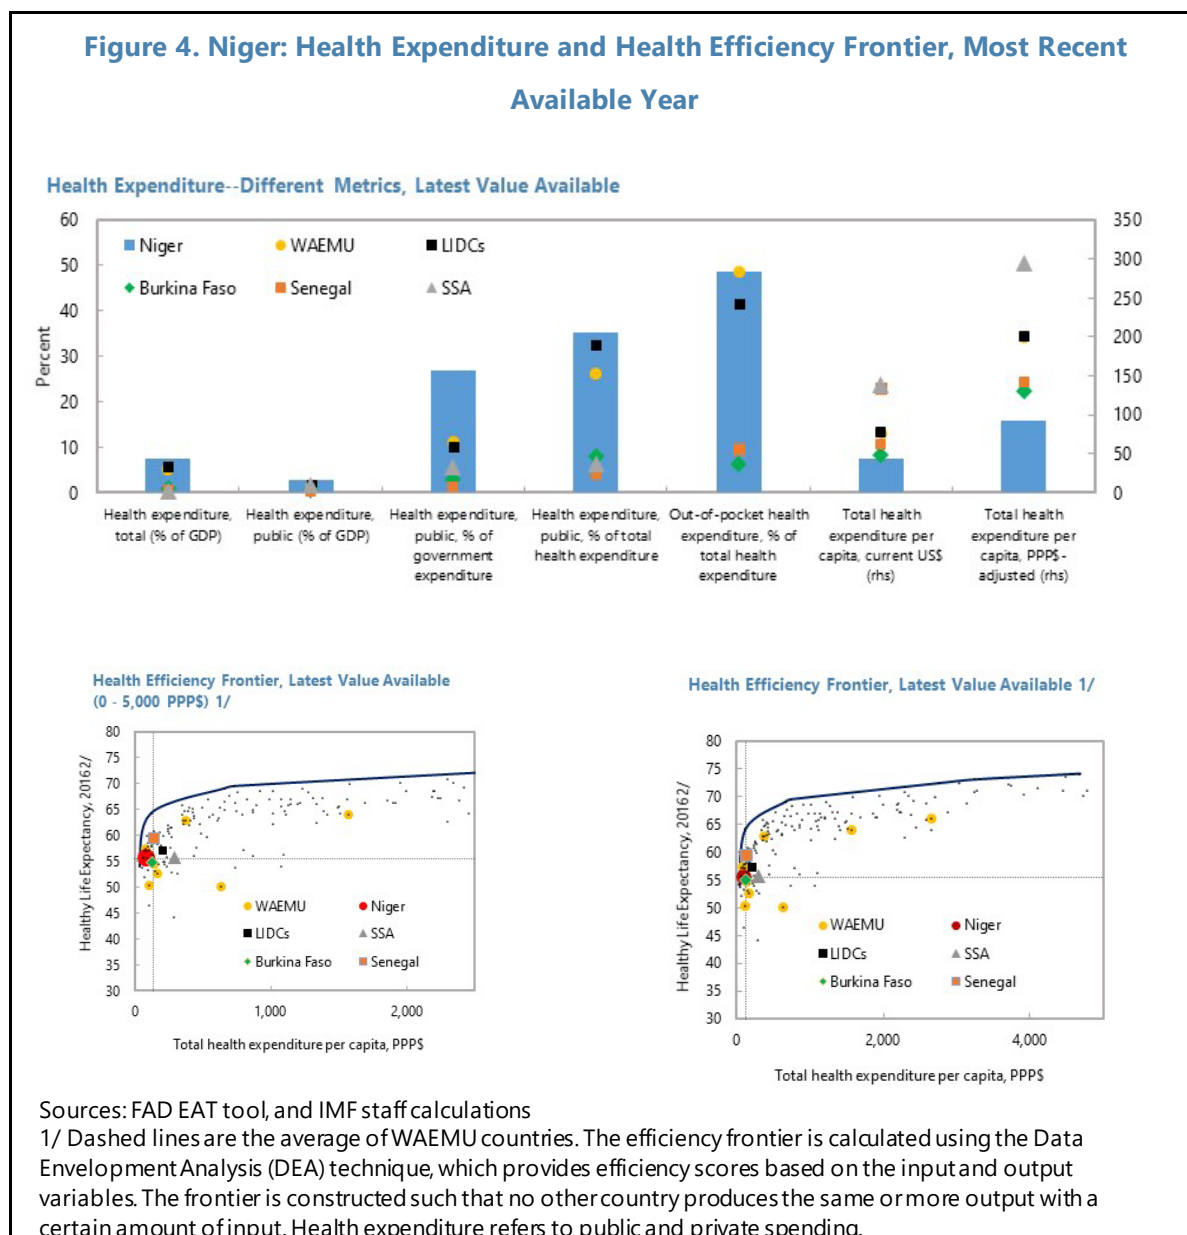 Figure 4. Niger: Health Expenditure and Health Efficiency Frontier, Most Recent
Available Year
Health Expenditure--Different Metrics, Latest Value Available
60
50
40
30
20
10
0
Percent
350
300
250
200
150
100
50
0
Niger
WAEMU
LIDCs
Burkina Faso
Senegal
SSA
Health expenditure,
total (% of GDP)
Health expenditure,
public (% of GDP)
Health expenditure,
public, % of
government
expenditure
Health expenditure,
public, % of total
health expenditure
Out-of-pocket health
expenditure, % of
total health
expenditure
Total health
expenditure per
capita, current US$
(rhs)
Total health
expenditure per
capita, PPP$-
adjusted (rhs)
Health Efficiency Frontier, Latest Value Available
(0 - 5,000 PPP$) 1/
Healthy Life Expectancy, 2016 2/
80
75
70
65
60
55
50
45
40
35
30
WAEMU
Niger
LIDCs
SSA
Burkina Faso
Senegal
0
1,000
2,000
Total health expenditure per capita, PPP$
Health Efficiency Frontier, Latest Value Available 1/
Healthy Life Expectancy, 2016 2/
80
75
70
65
60
55
50
45
40
35
30
WAEMU
Niger
LIDCs
SSA
Burkina Faso
Senegal
0
2,000
4,000
Total health expenditure per capita, PPP$
Sources: FAD EAT tool, and IMF staff calculations
1/ Dashed lines are the average of WAEMU countries. The efficiency frontier is calculated using the Data
Envelopment Analysis (DEA) technique, which provides efficiency scores based on the input and output
variables. The frontier is constructed such that no other country produces the same or more output with a
certain amount of input. Health expenditure refers to public and private spending.